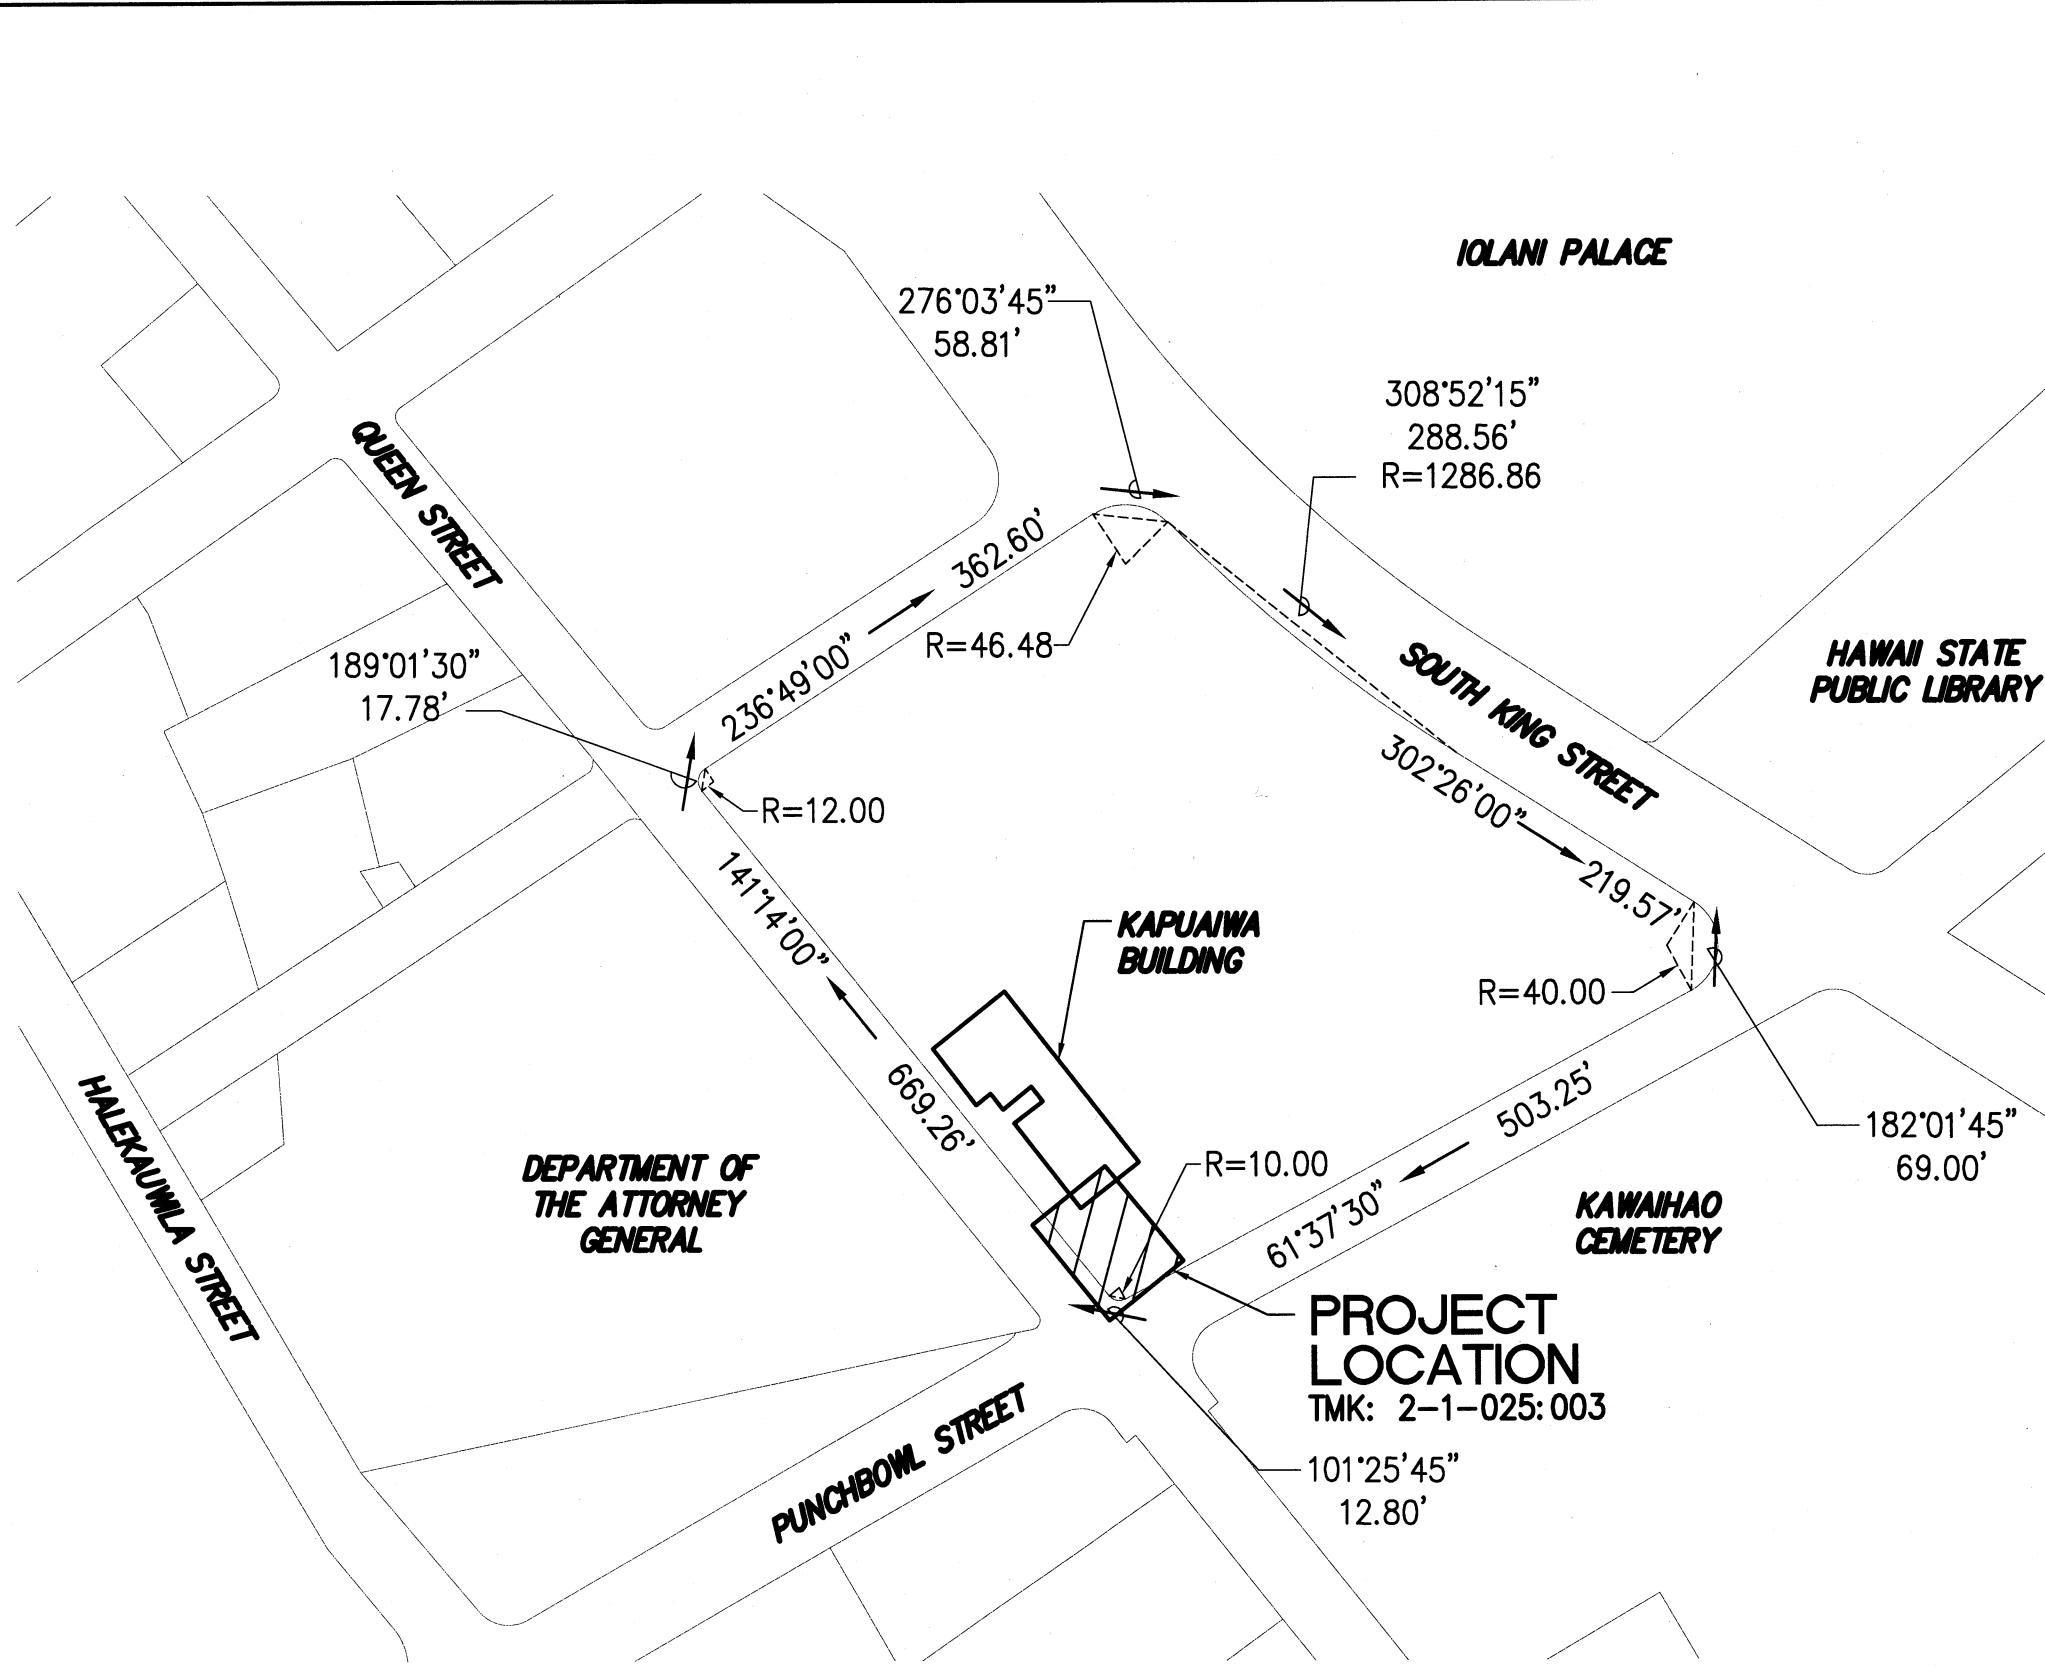 IOLANI PALACE
276°03'45"
58.81'
308°52'15"
288.56'
R=1286.86
QUEEN STREET
362.60'
236°49'00"
R=46.48
SOUTH KING STREET
HAWAII STATE
PUBLIC LIBRARY
189°01'30"
17.78'
R=12.00
302°26'00"
219.57'
141°14'00"
669.26'
KAPUAIWA
BUILDING
R=40.00
503.25'
61°37'30"
182°01'45"
69.00'
HALEKAUWILA STREET
DEPARTMENT OF
THE ATTORNEY
GENERAL
R=10.00
KAWAIHAO
CEMETERY
PROJECT
LOCATION
TMK: 2-1-025:003
PUNCHBOWL STREET
101°25'45"
12.80'